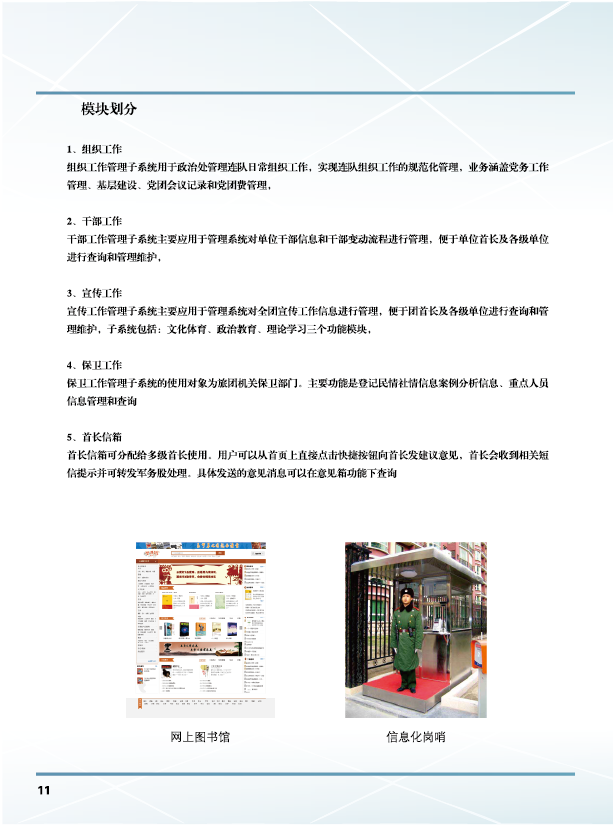 模块划分
1、组织工作
组织工作管理子系统用于政治处管理连队日常组织工作，实现连队组织工作的规范化管理，业务涵盖党务工作
管理、基层建设、党团会议记录和党团费管理，
2、干部工作
干部工作管理子系统主要应用于管理系统对单位干部信息和干部变动流程进行管理，便于单位首长及各级单位
进行查询和管理维护，
3、宣传工作
宣传工作管理子系统主要应用于管理系统对全团宣传工作信息进行管理，便于团首长及各级单位进行查询和管
理维护，子系统包括：文化体育、政治教育、理论学习三个功能模块，
4、保卫工作
保卫工作管理子系统的使用对象为旅团机关保卫部门．主要功能是登记民情社情信息案例分析信息、重点人员
信息管理和查询
5、首长信箱
首长信箱可分配给多级首长使用．用户可以从首页上直接点击快捷按钮向首长发建议意见，首长会收到相关短
信提示并可转发军务股处理．具体发送的意见消息可以在意见箱功能下查询
网上图书馆
信息化岗哨
11